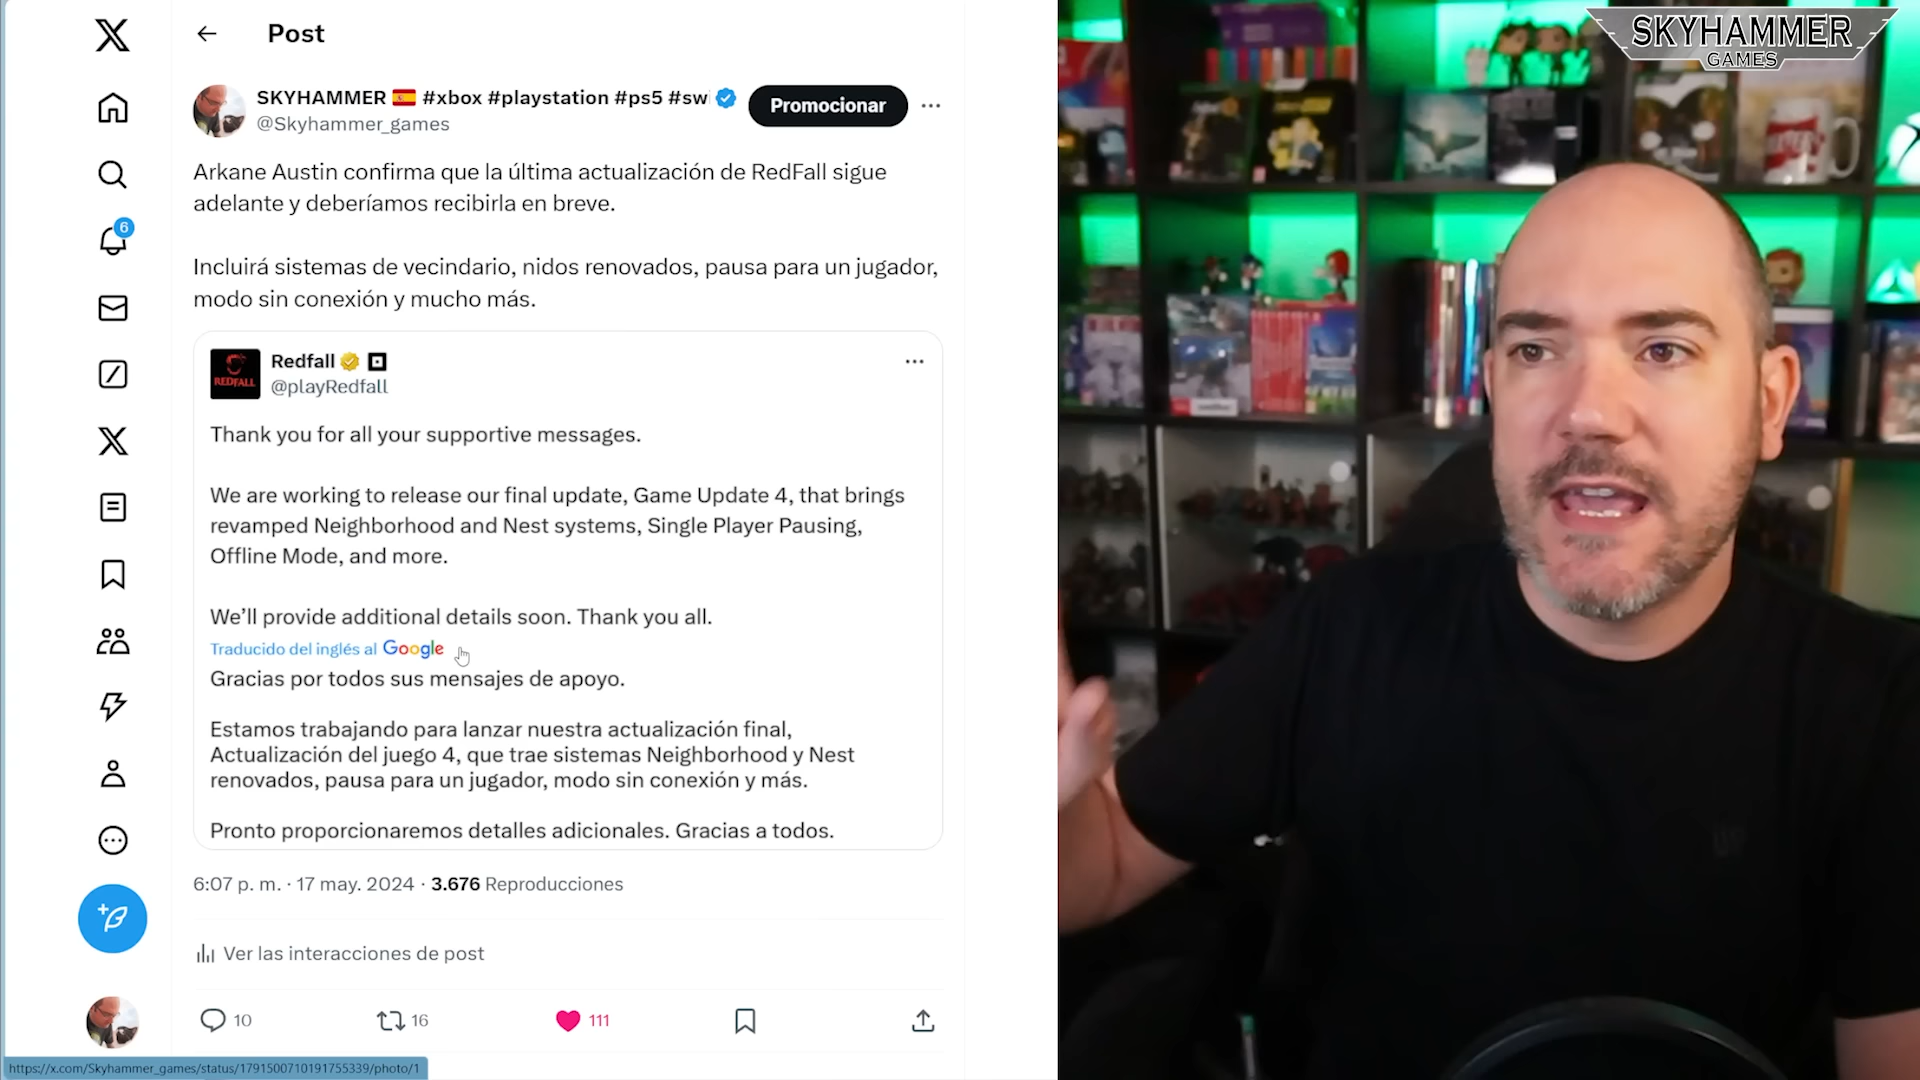 Post
SKYHAMMER 🇪🇸 #xbox #playstation #ps5 #sw
@Skyhammer_games
Promocionar
6
Arkane Austin confirma que la última actualización de RedFall sigue
adelante y deberíamos recibirla en breve.
Incluirá sistemas de vecindario, nidos renovados, pausa para un jugador,
modo sin conexión y mucho más.
REDFALL
Redfall
@playRedfall
Thank you for all your supportive messages.
We are working to release our final update, Game Update 4, that brings
revamped Neighborhood and Nest systems, Single Player Pausing,
Offline Mode, and more.
We’ll provide additional details soon. Thank you all.
Traducido del inglés al Google
Gracias por todos sus mensajes de apoyo.
Estamos trabajando para lanzar nuestra actualización final,
Actualización del juego 4, que trae sistemas Neighborhood y Nest
renovados, pausa para un jugador, modo sin conexión y más.
Pronto proporcionaremos detalles adicionales. Gracias a todos.
6:07 p. m. · 17 may. 2024 · 3.676 Reproducciones
Ver las interacciones de post
10
16
111
https://x.com/Skyhammer_games/status/1791500710191755339/photo/1
SKYHAMMER
GAMES